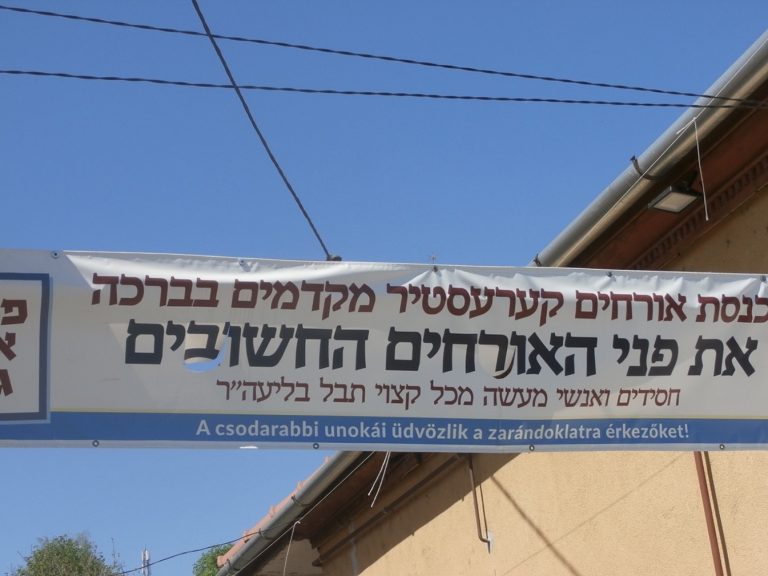 כנסת אורחים קערעסטיר מקדמים בברכה
את פני האורחים החשובים
חסידים ואנשי מעשה מכל קצוי תבל בליעה״ר
A csodarabbi unokái üdvözlik a zarándoklatra érkezőket!